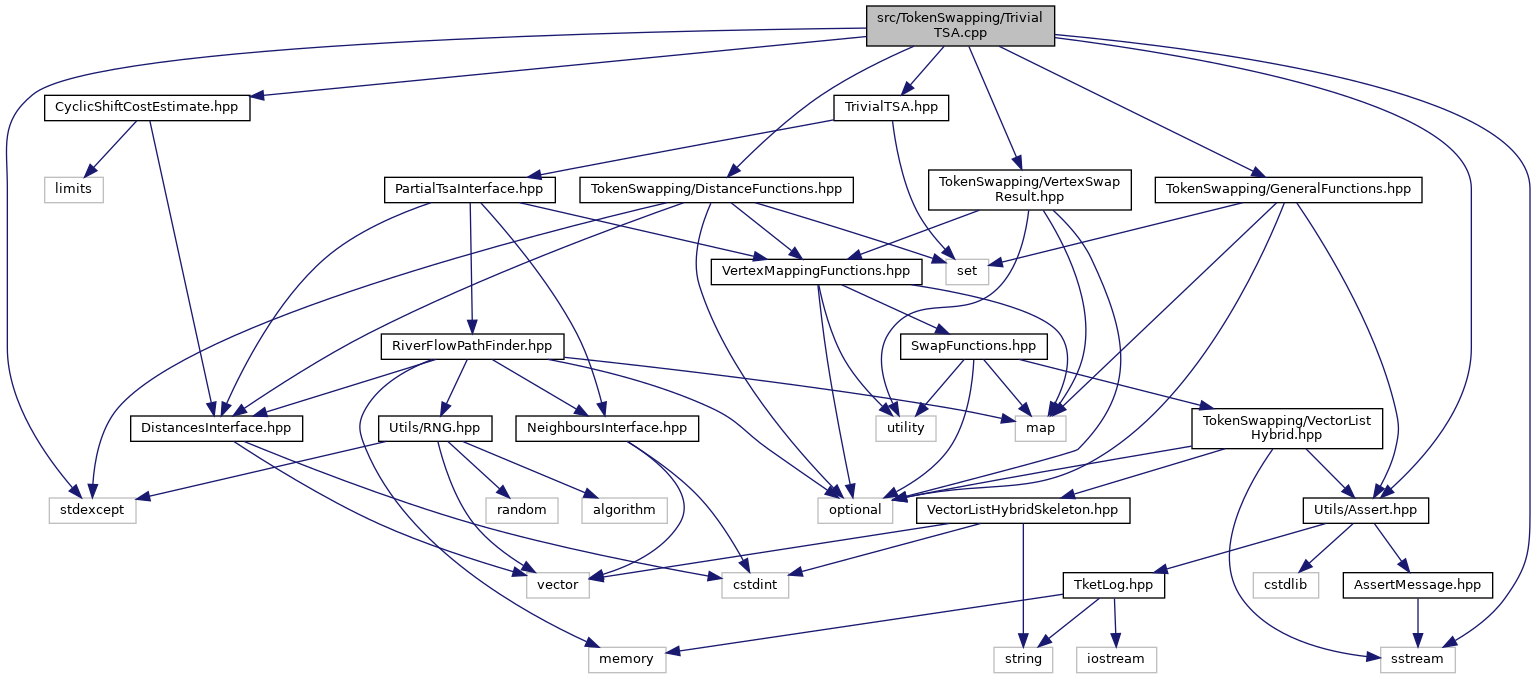 src/TokenSwapping/Trivial
TSA.cpp
CyclicShiftCostEstimate.hpp
TrivialTSA.hpp
limits
PartialTsaInterface.hpp
TokenSwapping/DistanceFunctions.hpp
TokenSwapping/VertexSwap
Result.hpp
TokenSwapping/GeneralFunctions.hpp
VertexMappingFunctions.hpp
set
RiverFlowPathFinder.hpp
SwapFunctions.hpp
DistancesInterface.hpp
Utils/RNG.hpp
NeighboursInterface.hpp
utility
map
TokenSwapping/VectorList
Hybrid.hpp
stdexcept
random
algorithm
optional
VectorListHybridSkeleton.hpp
Utils/Assert.hpp
vector
cstdint
TketLog.hpp
cstdlib
AssertMessage.hpp
memory
string
iostream
sstream